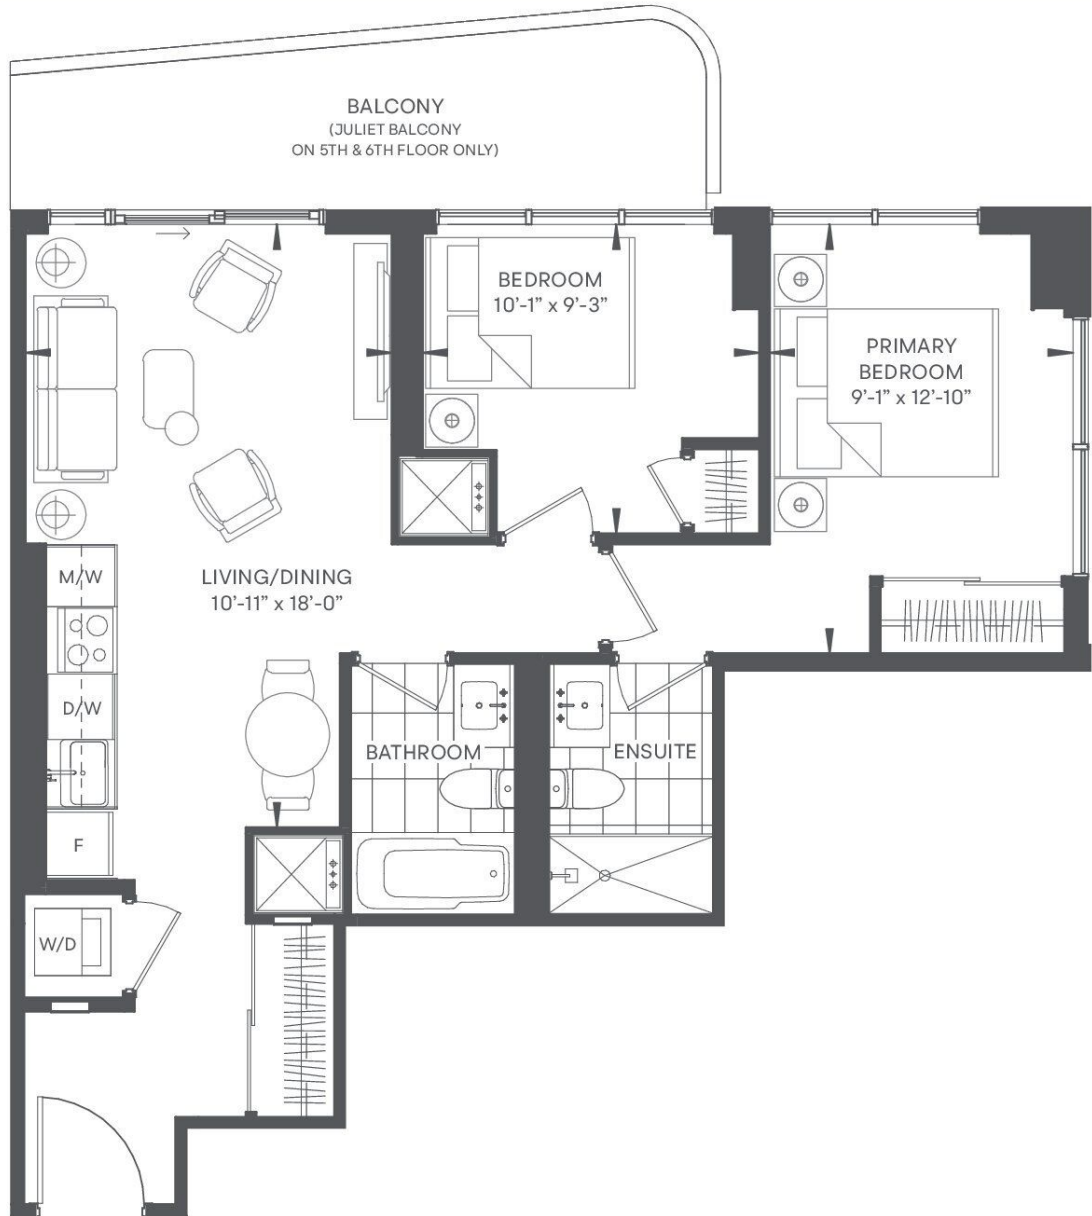 BALCONY
(JULIET BALCONY
ON 5TH & 6TH FLOOR ONLY)
BEDROOM
10’-1” x 9’-3”
PRIMARY
BEDROOM
9’-1” x 12’-10”
M/W
LIVING/DINING
10’-11” x 18’-0”
D/W
BATHROOM
ENSUITE
F
W/D